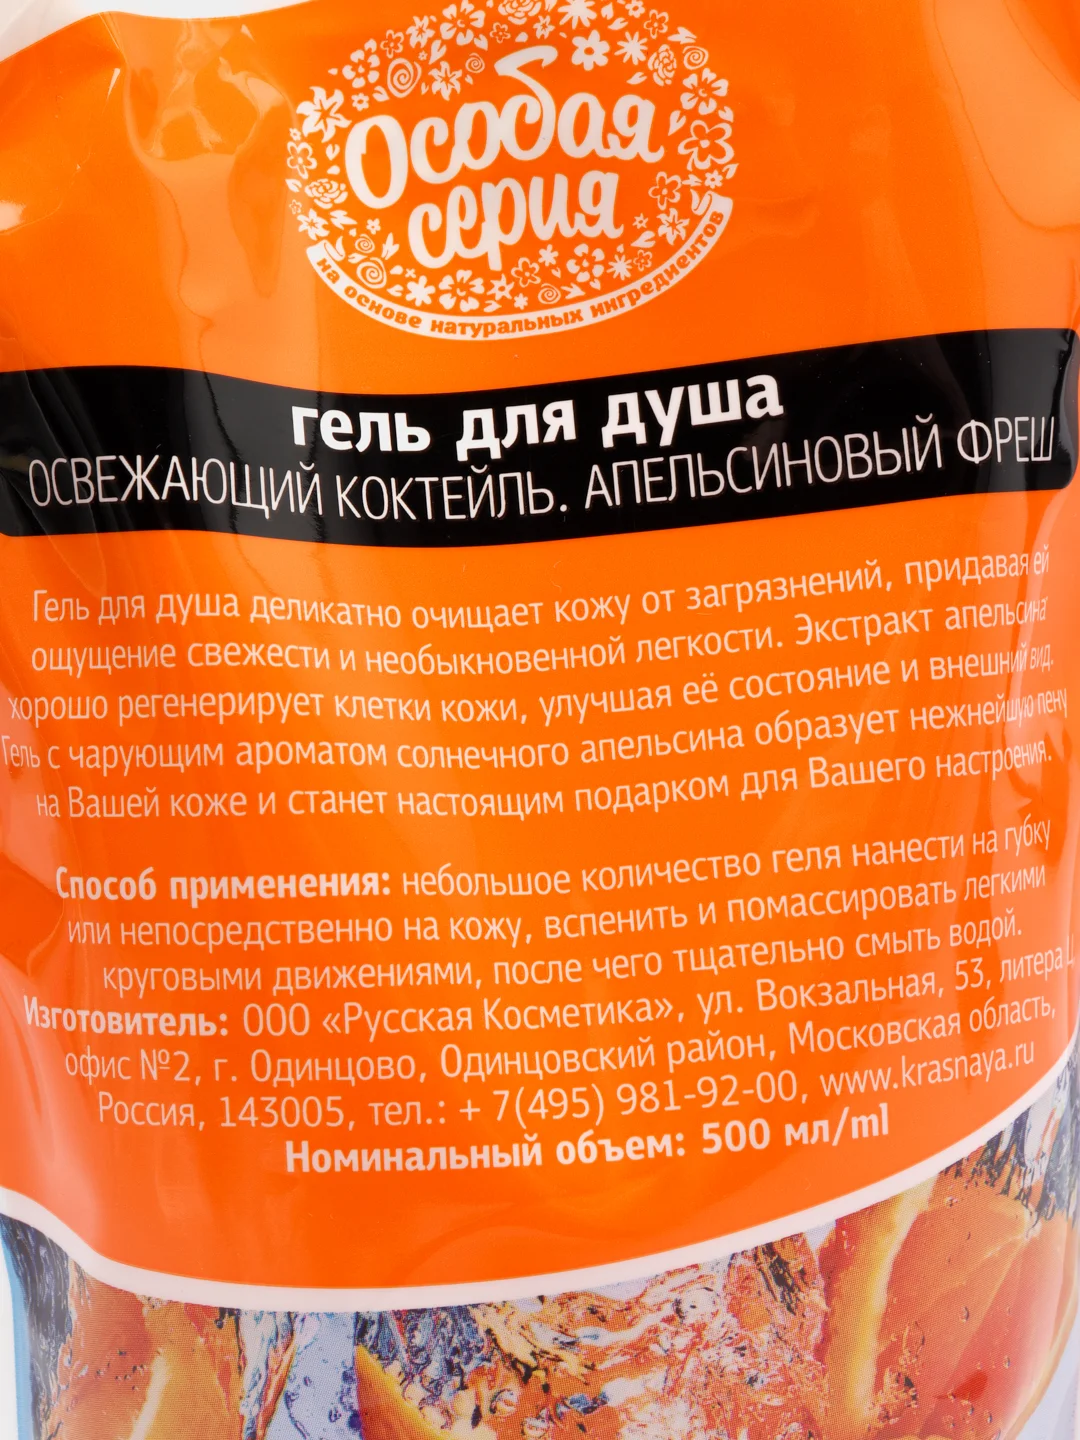 Особая
серия
на основе натуральных ингредиентов
гель для душа
ОСВЕЖАЮЩИЙ КОКТЕЙЛЬ. АПЕЛЬСИНОВЫЙ ФРЕШ
Гель для душа деликатно очищает кожу от загрязнений, придавая ей
ощущение свежести и необыкновенной легкости. Экстракт апельсина
хорошо регенерирует клетки кожи, улучшая её состояние и внешний вид.
Гель с чарующим ароматом солнечного апельсина образует нежнейшую пену
на Вашей коже и станет настоящим подарком для Вашего настроения.
Способ применения: небольшое количество геля нанести на губку
или непосредственно на кожу, вспенить и помассировать легкими
круговыми движениями, после чего тщательно смыть водой.
Изготовитель: ООО «Русская Косметика», ул. Вокзальная, 53, литера Ц
офис №2, г. Одинцово, Одинцовский район, Московская область,
Россия, 143005, тел.: + 7(495) 981-92-00, www.krasnaya.ru
Номинальный объем: 500 мл/ml